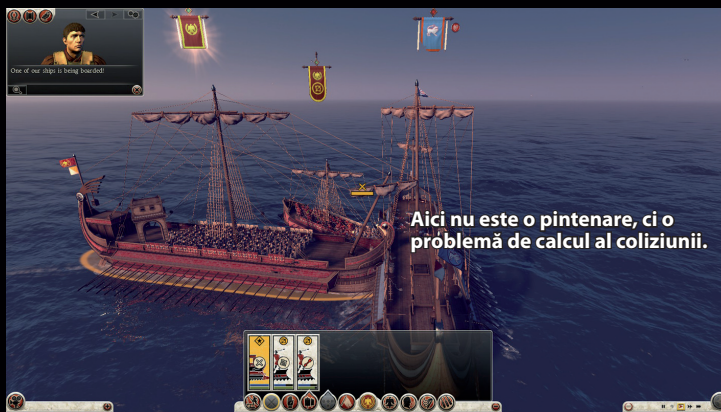 One of our ships is being boarded!
Aici nu este o pintenare, ci o
problemă de calcul al coliziunii.